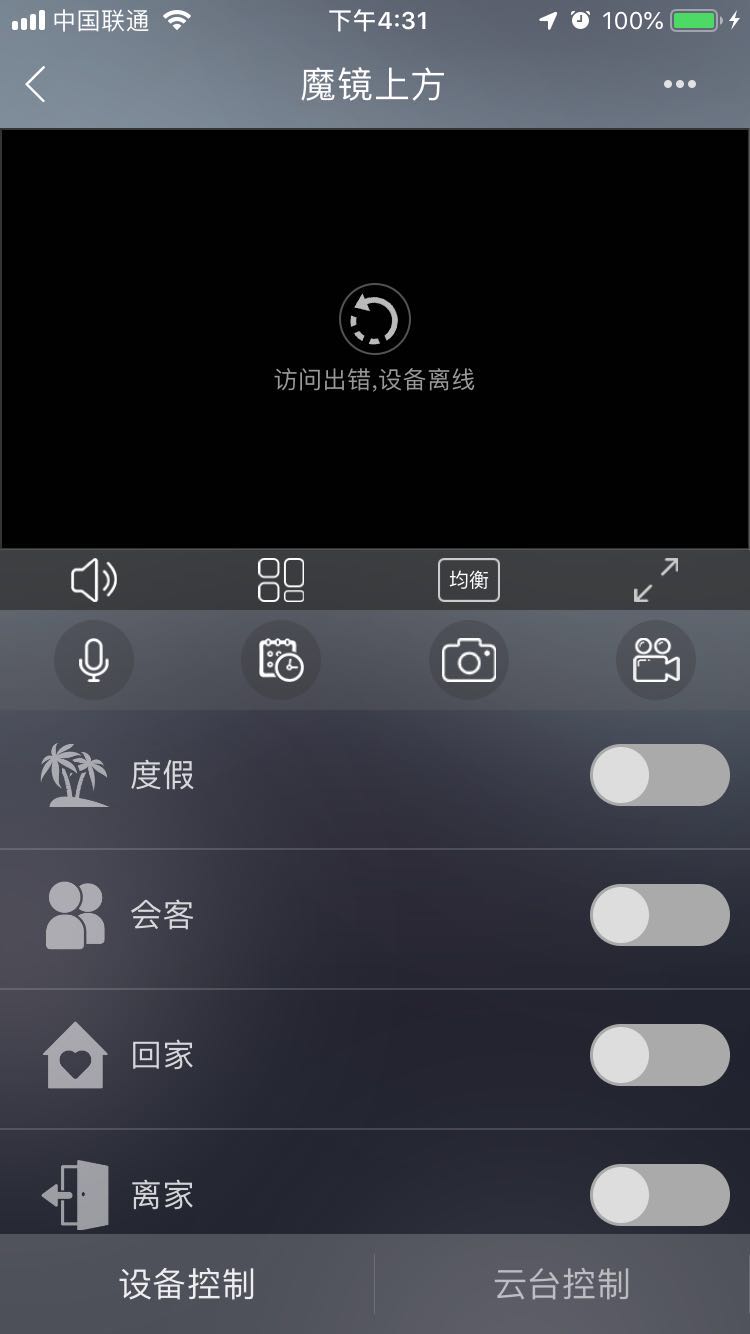 中国联通
下午4:31
100%
魔镜上方
访问出错,设备离线
均衡
度假
会客
回家
离家
设备控制
云台控制